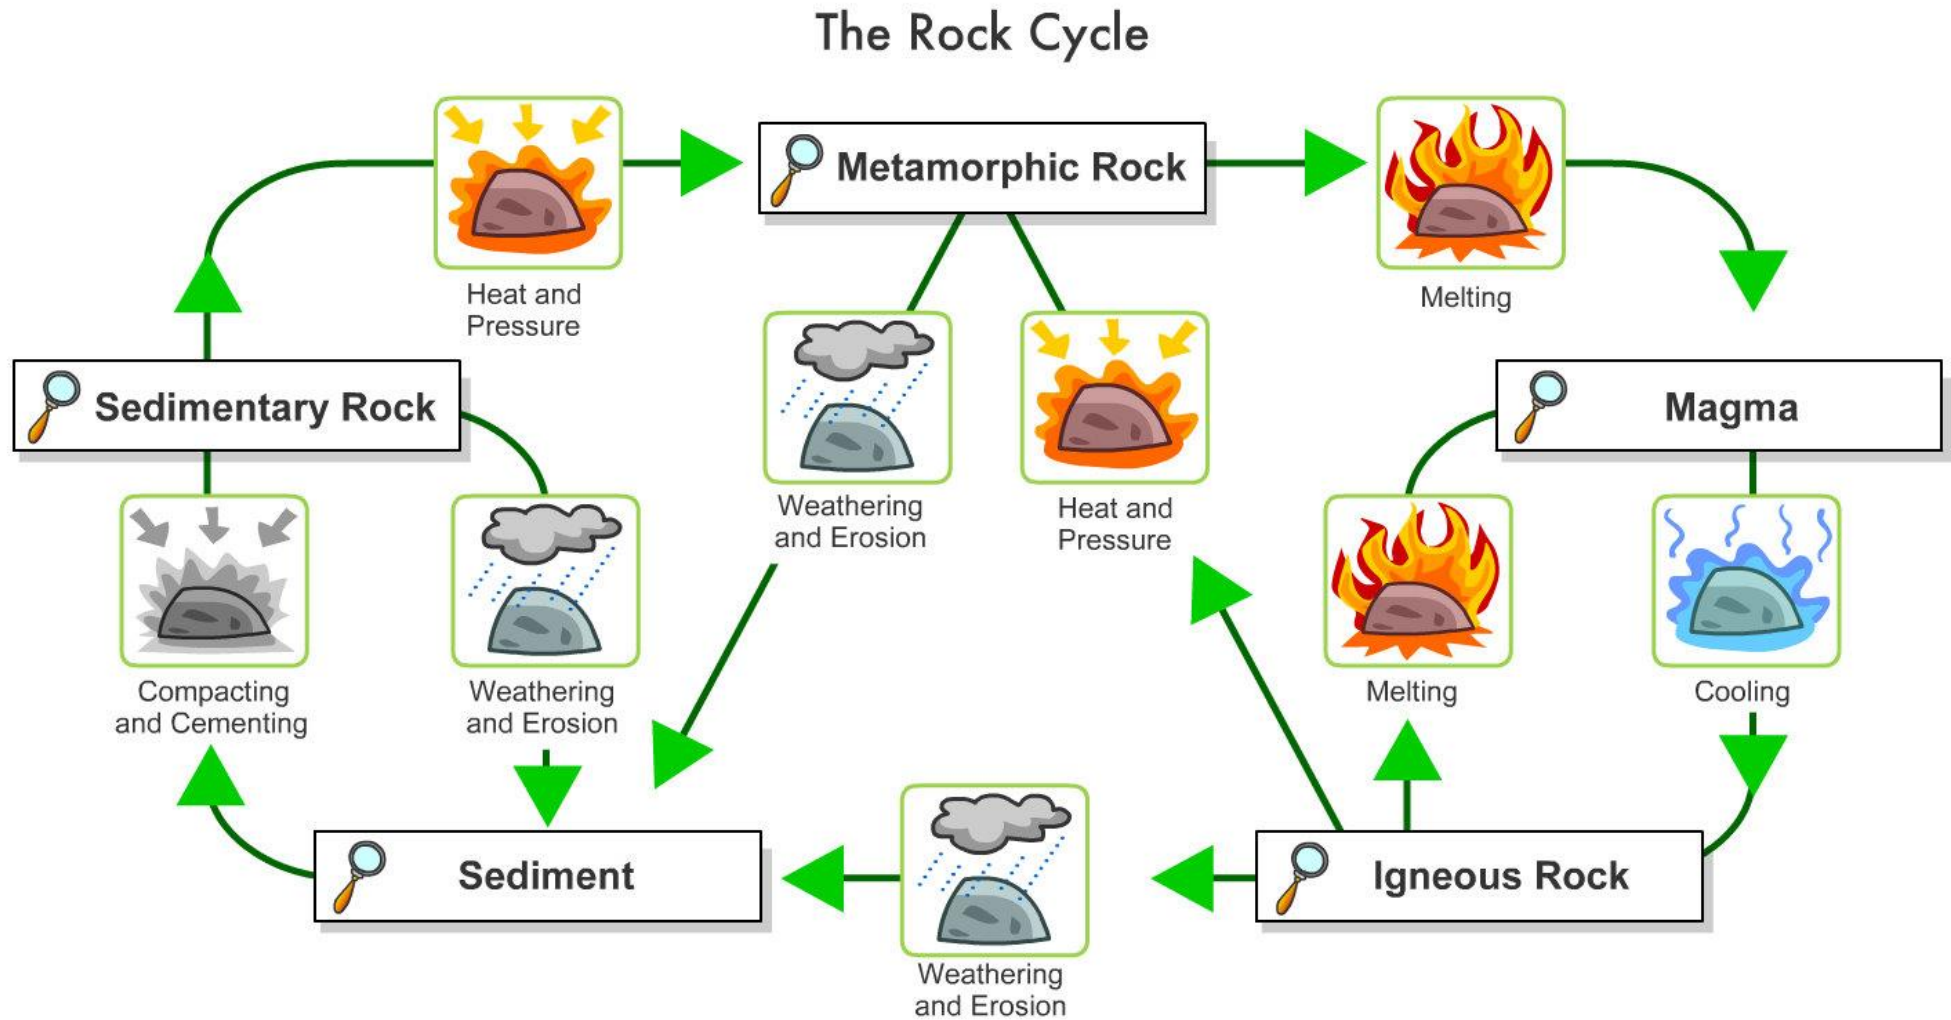 The Rock Cycle
Metamorphic Rock
Heat and
Pressure
Melting
Sedimentary Rock
Magma
Weathering
and Erosion
Heat and
Pressure
Compacting
and Cementing
Weathering
and Erosion
Melting
Cooling
Sediment
Igneous Rock
Weathering
and Erosion